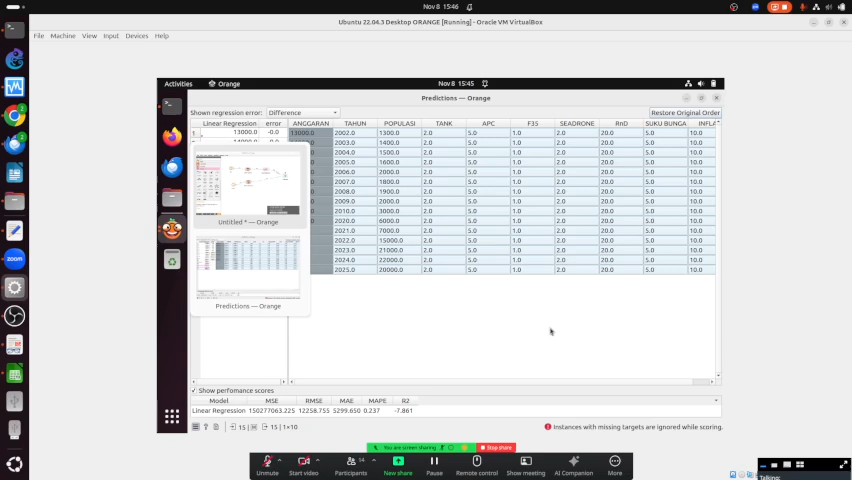 Nov 8 15:46
Ubuntu 22.04.3 Desktop ORANGE [Running] - Oracle VM VirtualBox
File Machine View Input Devices Help
Activities Orange Nov 8 15:45
Predictions — Orange
Shown regression error: Difference Restore Original Order
Linear Regression error ANGGARAN TAHUN POPULASI TANK APC F35 SEADRONE RnD SUKU BUNGA INFLA
1 13000.0 -0.0 13000.0 2002.0 1300.0 2.0 5.0 1.0 2.0 20.0 5.0 10.0
2003.0 1400.0 2.0 5.0 1.0 2.0 20.0 5.0 10.0
2004.0 1500.0 2.0 5.0 1.0 2.0 20.0 5.0 10.0
2005.0 1600.0 2.0 5.0 1.0 2.0 20.0 5.0 10.0
2006.0 2000.0 2.0 5.0 1.0 2.0 20.0 5.0 10.0
2007.0 1800.0 2.0 5.0 1.0 2.0 20.0 5.0 10.0
2008.0 1900.0 2.0 5.0 1.0 2.0 20.0 5.0 10.0
2009.0 2000.0 2.0 5.0 1.0 2.0 20.0 5.0 10.0
2010.0 3000.0 2.0 5.0 1.0 2.0 20.0 5.0 10.0
2020.0 6000.0 2.0 5.0 1.0 2.0 20.0 5.0 10.0
2021.0 7000.0 2.0 5.0 1.0 2.0 20.0 5.0 10.0
2022.0 15000.0 2.0 5.0 1.0 2.0 20.0 5.0 10.0
2023.0 21000.0 2.0 5.0 1.0 2.0 20.0 5.0 10.0
2024.0 22000.0 2.0 5.0 1.0 2.0 20.0 5.0 10.0
2025.0 20000.0 2.0 5.0 1.0 2.0 20.0 5.0 10.0
Untitled * — Orange
Predictions — Orange
Show perfomance scores
Model MSE RMSE MAE MAPE R2
Linear Regression 150277063.225 12258.755 5299.650 0.237 -7.861
15 15 | 1×10 Instances with missing targets are ignored while scoring.
You are screen sharing Stop share
14
Unmute Start video Participants New share Pause Remote control Show meeting AI Companion More
Talking: